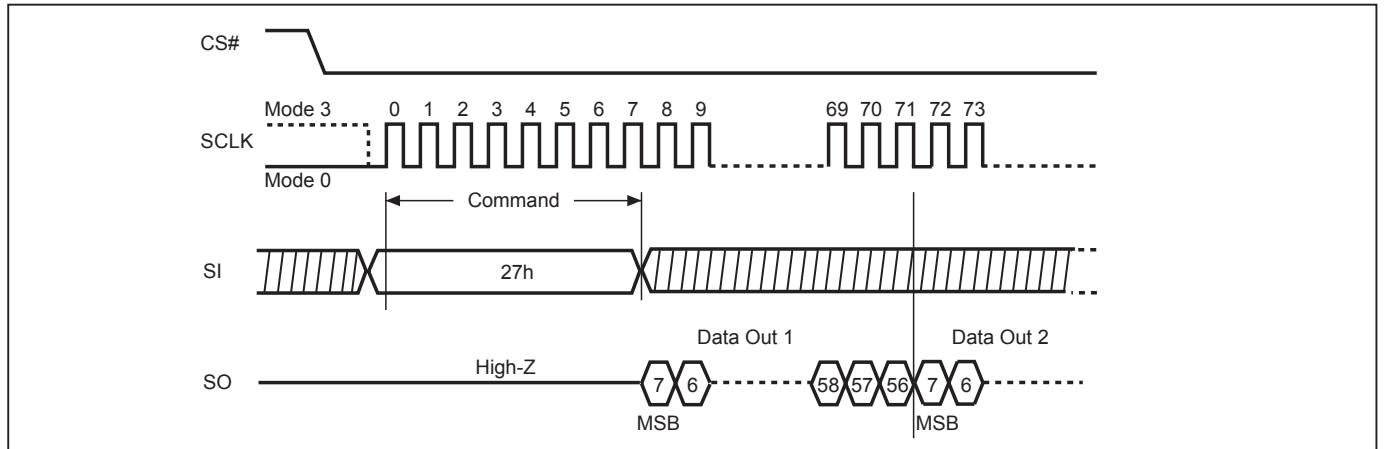 CS#
Mode 3
0 1 2 3 4 5 6 7 8 9 69 70 71 72 73
SCLK
Mode 0
Command
SI
27h
Data Out 1 Data Out 2
High-Z
SO
7 6 58 57 56 7 6
MSB MSB